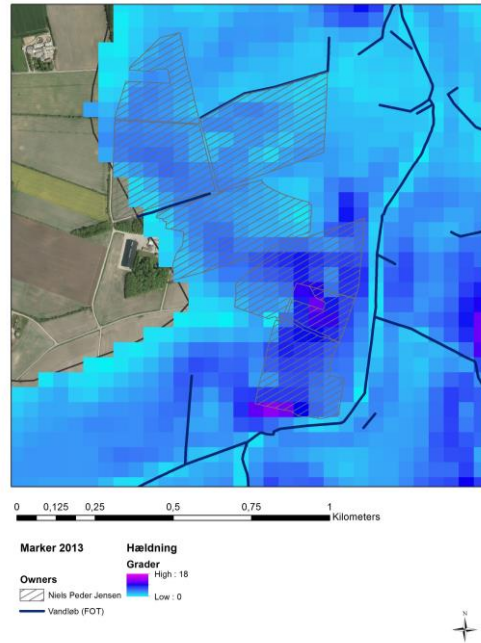 0 0,125 0,25 0,5 0,75 1
Kilometers
Marker 2013
Hældning
Grader
High : 18
Low : 0
Owners
Niels Peder Jensen
Vandløb (FOT)